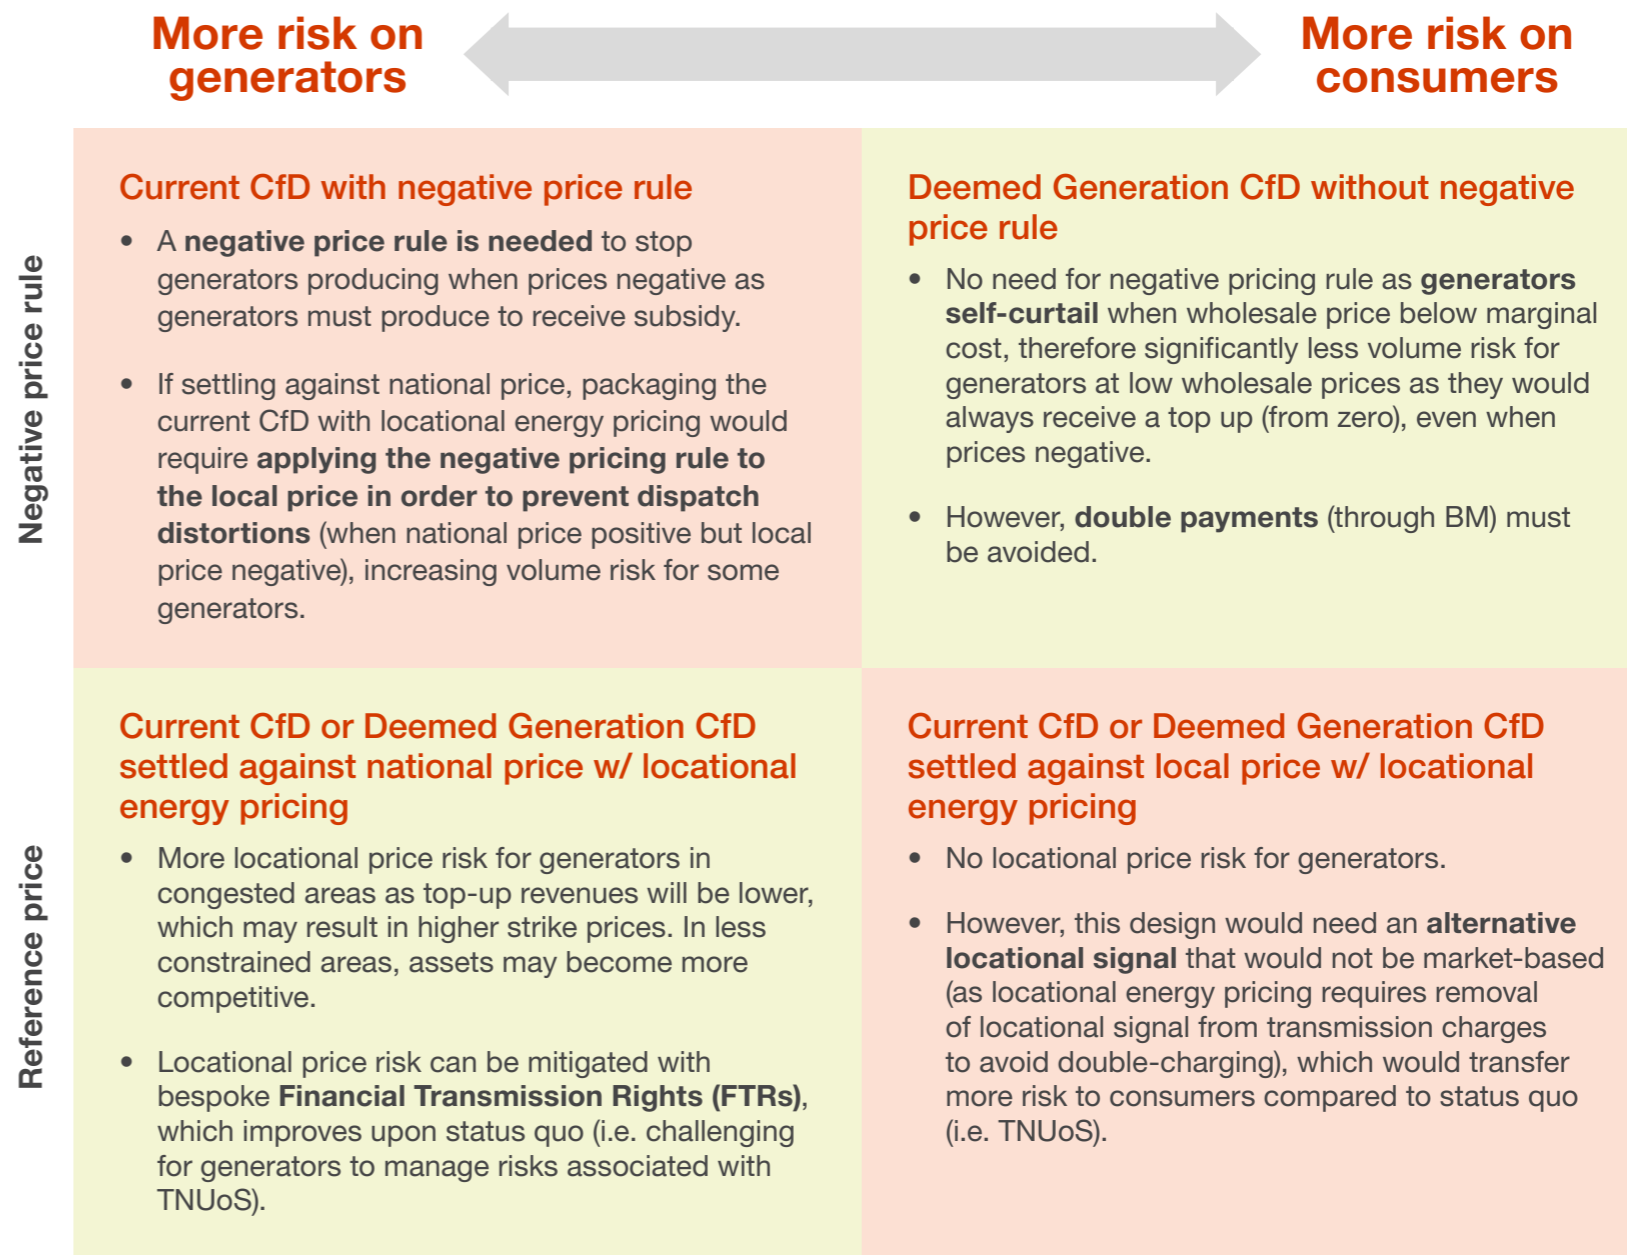 More risk on
generators
More risk on
consumers
Negative price rule
Current CfD with negative price rule
• A negative price rule is needed to stop
generators producing when prices negative as
generators must produce to receive subsidy.
• If settling against national price, packaging the
current CfD with locational energy pricing would
require applying the negative pricing rule to
the local price in order to prevent dispatch
distortions (when national price positive but local
price negative), increasing volume risk for some
generators.
Deemed Generation CfD without negative
price rule
• No need for negative pricing rule as generators
self-curtail when wholesale price below marginal
cost, therefore significantly less volume risk for
generators at low wholesale prices as they would
always receive a top up (from zero), even when
prices negative.
• However, double payments (through BM) must
be avoided.
Reference price
Current CfD or Deemed Generation CfD
settled against national price w/ locational
energy pricing
• More locational price risk for generators in
congested areas as top-up revenues will be lower,
which may result in higher strike prices. In less
constrained areas, assets may become more
competitive.
• Locational price risk can be mitigated with
bespoke Financial Transmission Rights (FTRs),
which improves upon status quo (i.e. challenging
for generators to manage risks associated with
TNUoS).
Current CfD or Deemed Generation CfD
settled against local price w/ locational
energy pricing
• No locational price risk for generators.
• However, this design would need an alternative
locational signal that would not be market-based
(as locational energy pricing requires removal
of locational signal from transmission charges
to avoid double-charging), which would transfer
more risk to consumers compared to status quo
(i.e. TNUoS).